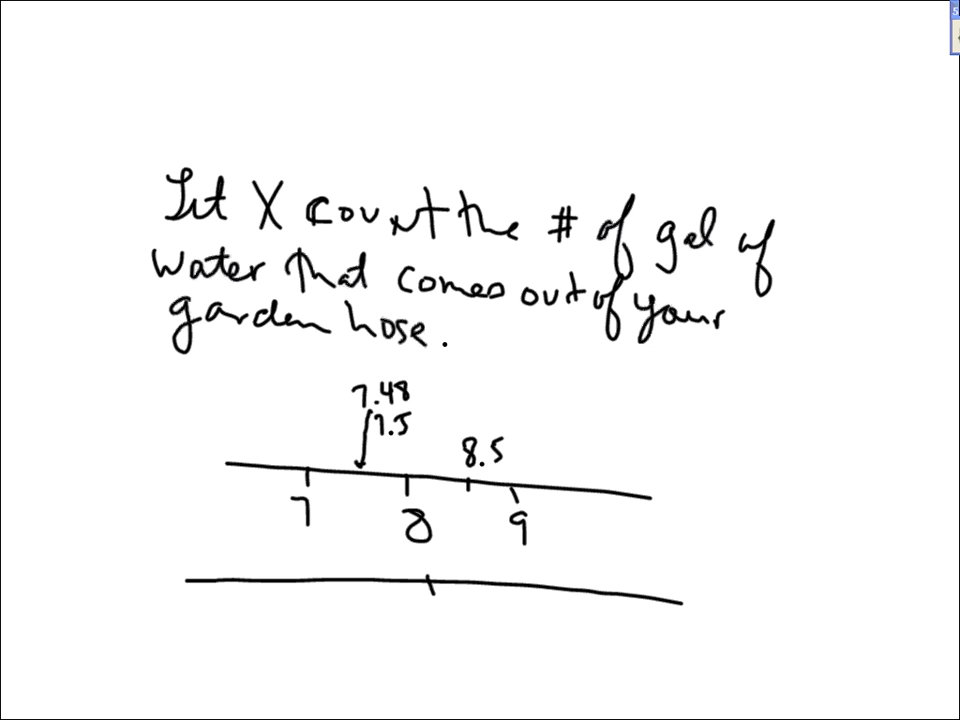 Let X count the # of gal of
water that comes out of your
garden hose.
7.48
7.5
8.5
7 8 9
5